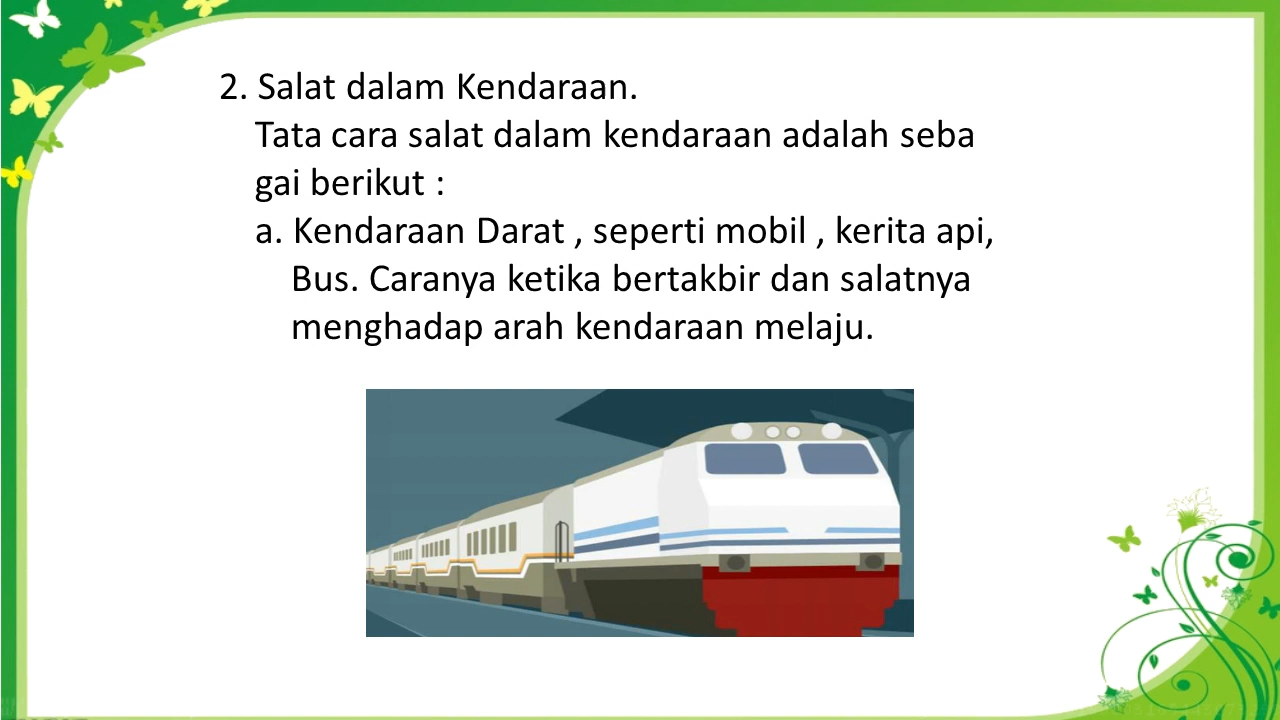 2. Salat dalam Kendaraan.
Tata cara salat dalam kendaraan adalah seba
gai berikut :
a. Kendaraan Darat , seperti mobil , kerita api,
Bus. Caranya ketika bertakbir dan salatnya
menghadap arah kendaraan melaju.